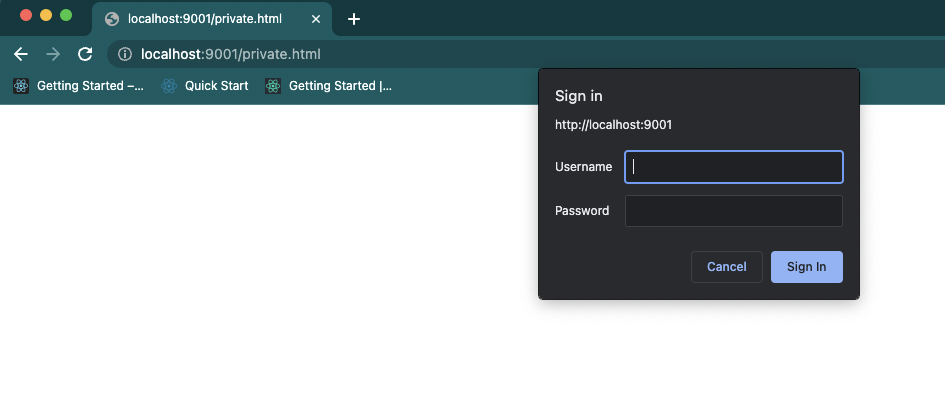 localhost:9001/private.html
localhost:9001/private.html
Getting Started –... Quick Start Getting Started |...
Sign in
http://localhost:9001
Username
Password
Cancel Sign In